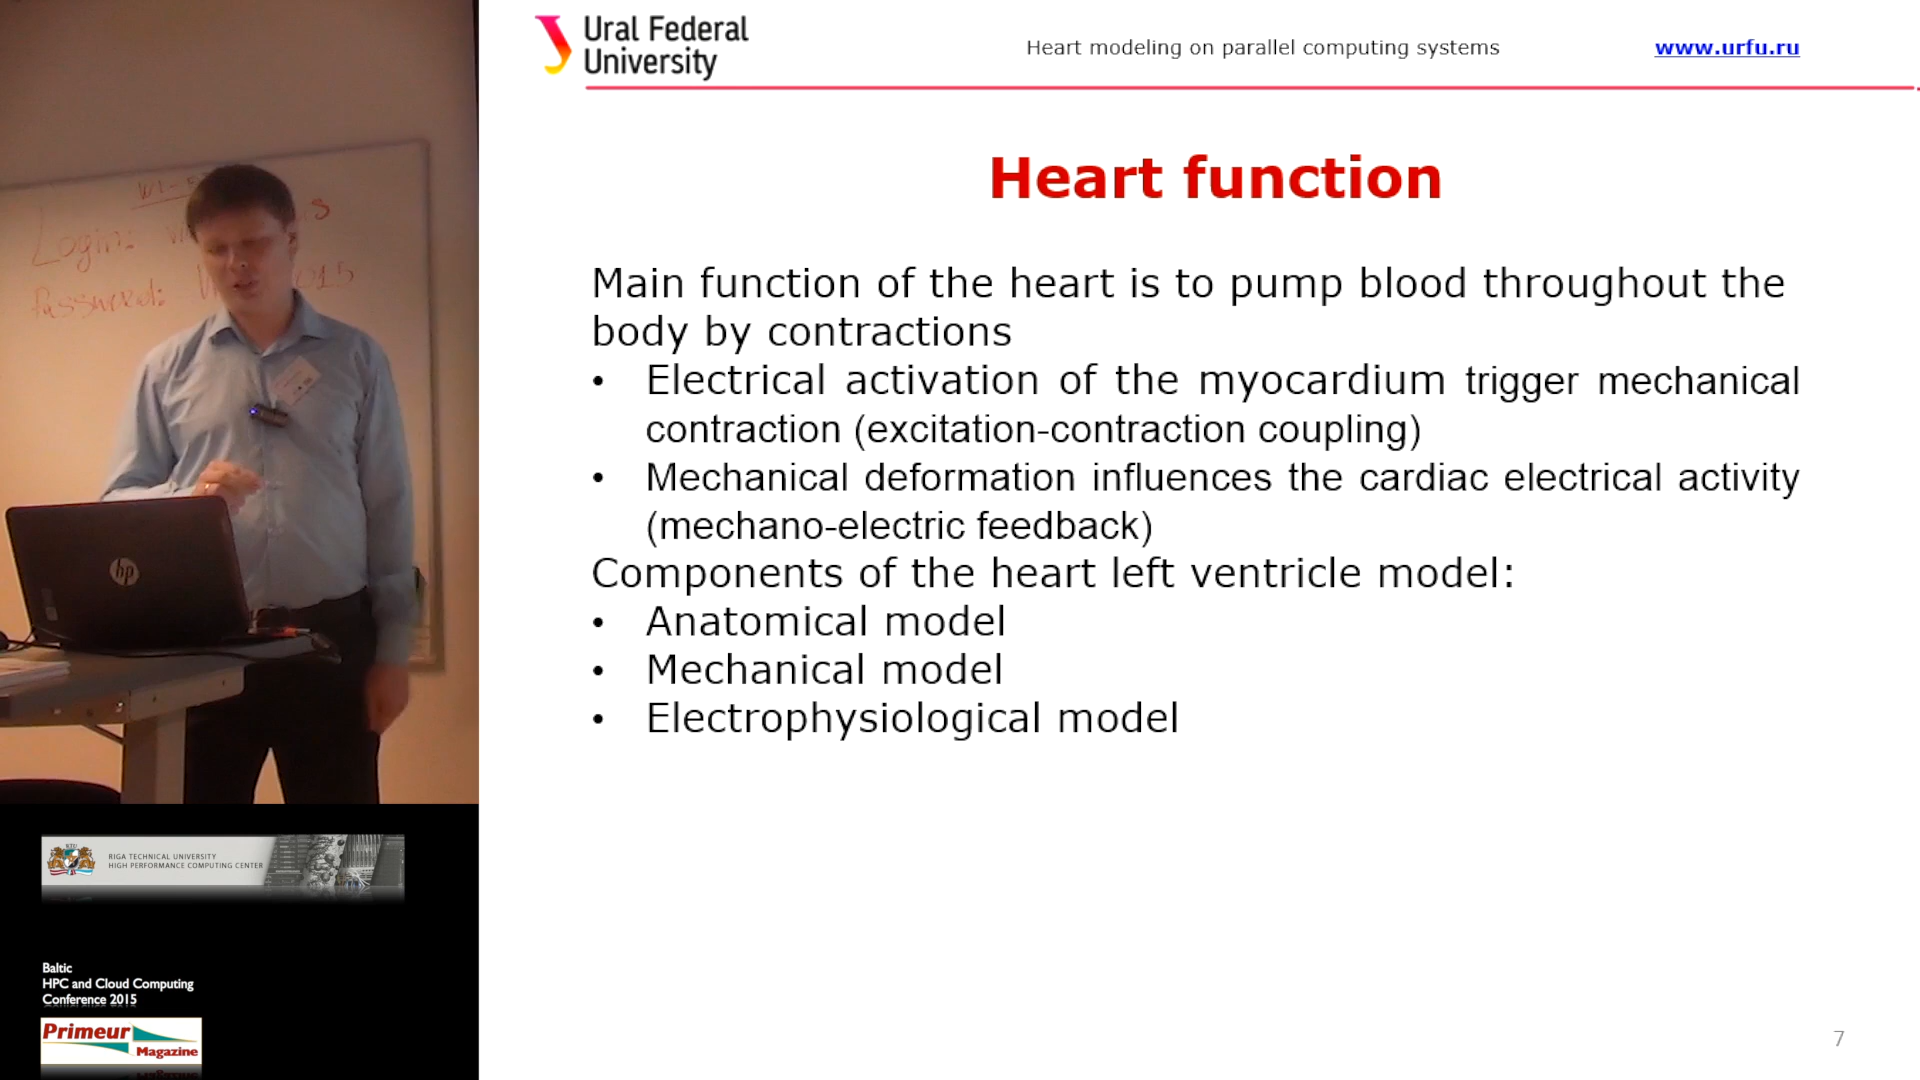 Ural Federal
University
Heart modeling on parallel computing systems
www.urfu.ru
Heart function
Main function of the heart is to pump blood throughout the
body by contractions
• Electrical activation of the myocardium trigger mechanical
contraction (excitation-contraction coupling)
• Mechanical deformation influences the cardiac electrical activity
(mechano-electric feedback)
Components of the heart left ventricle model:
• Anatomical model
• Mechanical model
• Electrophysiological model
7
Login:
Password:
hp
RTU
RIGA TECHNICAL UNIVERSITY
HIGH PERFORMANCE COMPUTING CENTER
Baltic
HPC and Cloud Computing
Conference 2015
Primeur
Magazine